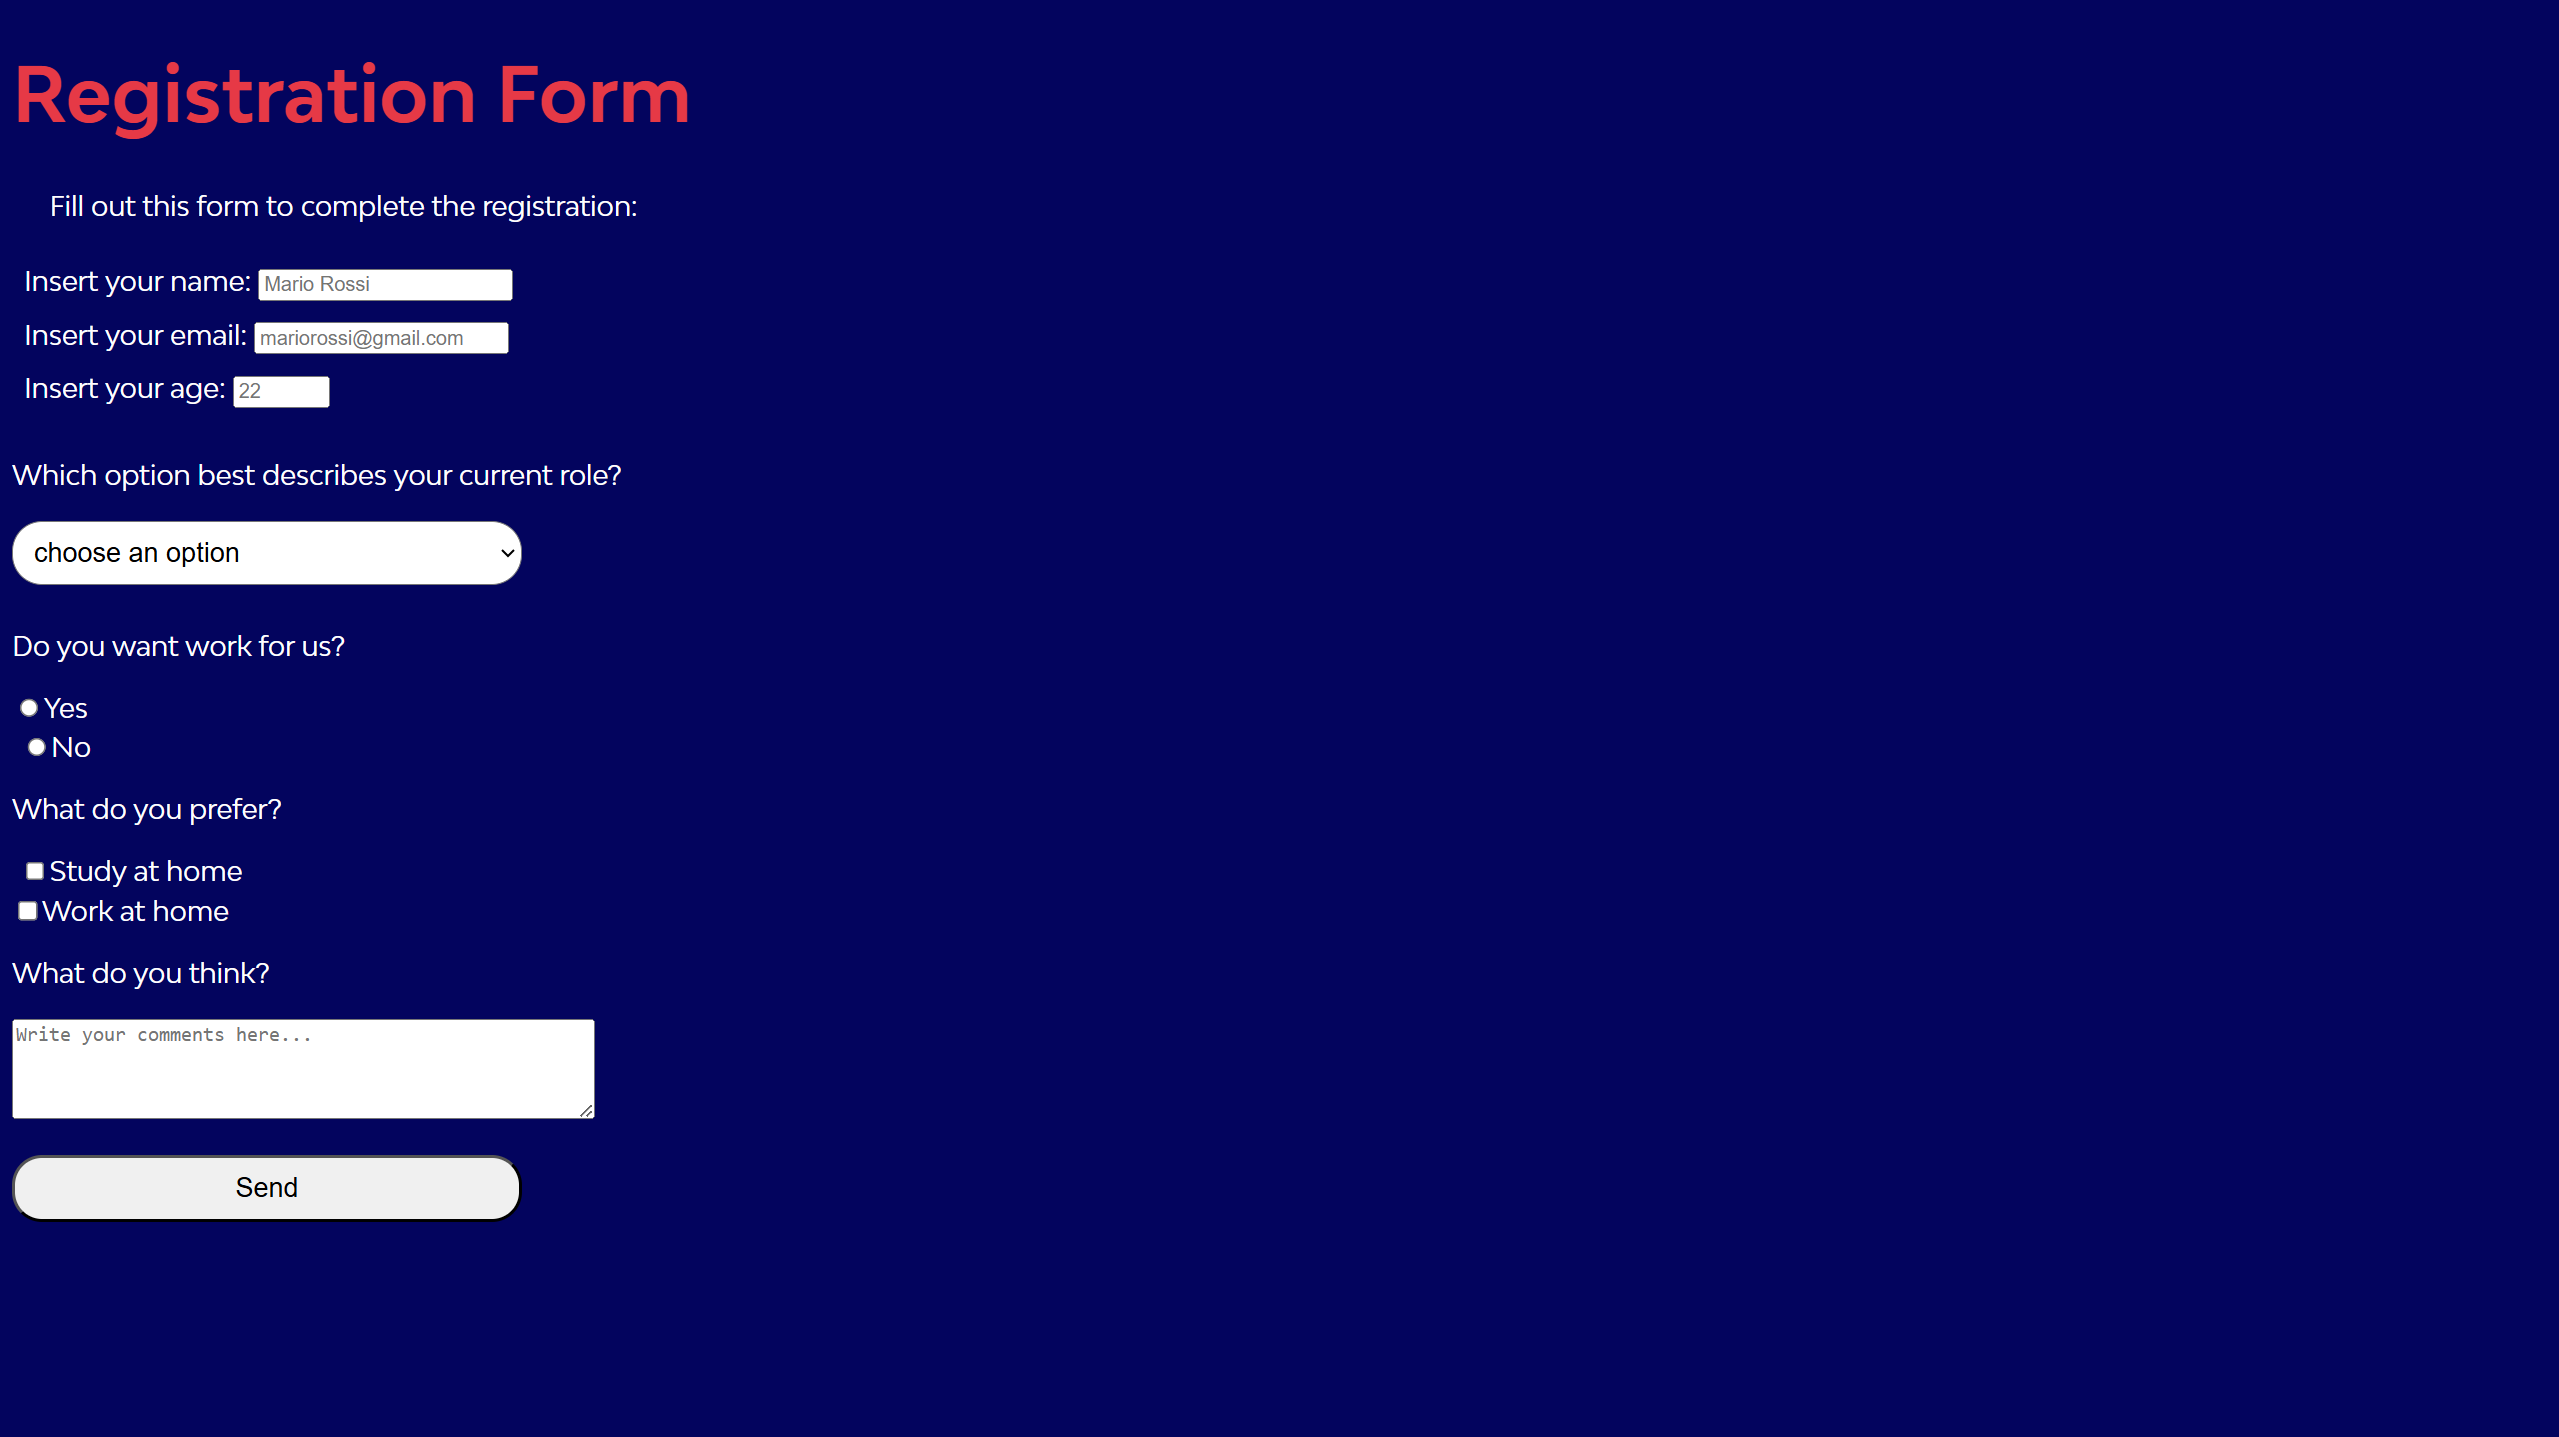 Registration Form
Fill out this form to complete the registration:
Insert your name: Mario Rossi
Insert your email: mariorossi@gmail.com
Insert your age: 22
Which option best describes your current role?
choose an option
Do you want work for us?
Yes
No
What do you prefer?
Study at home
Work at home
What do you think?
Write your comments here...
Send